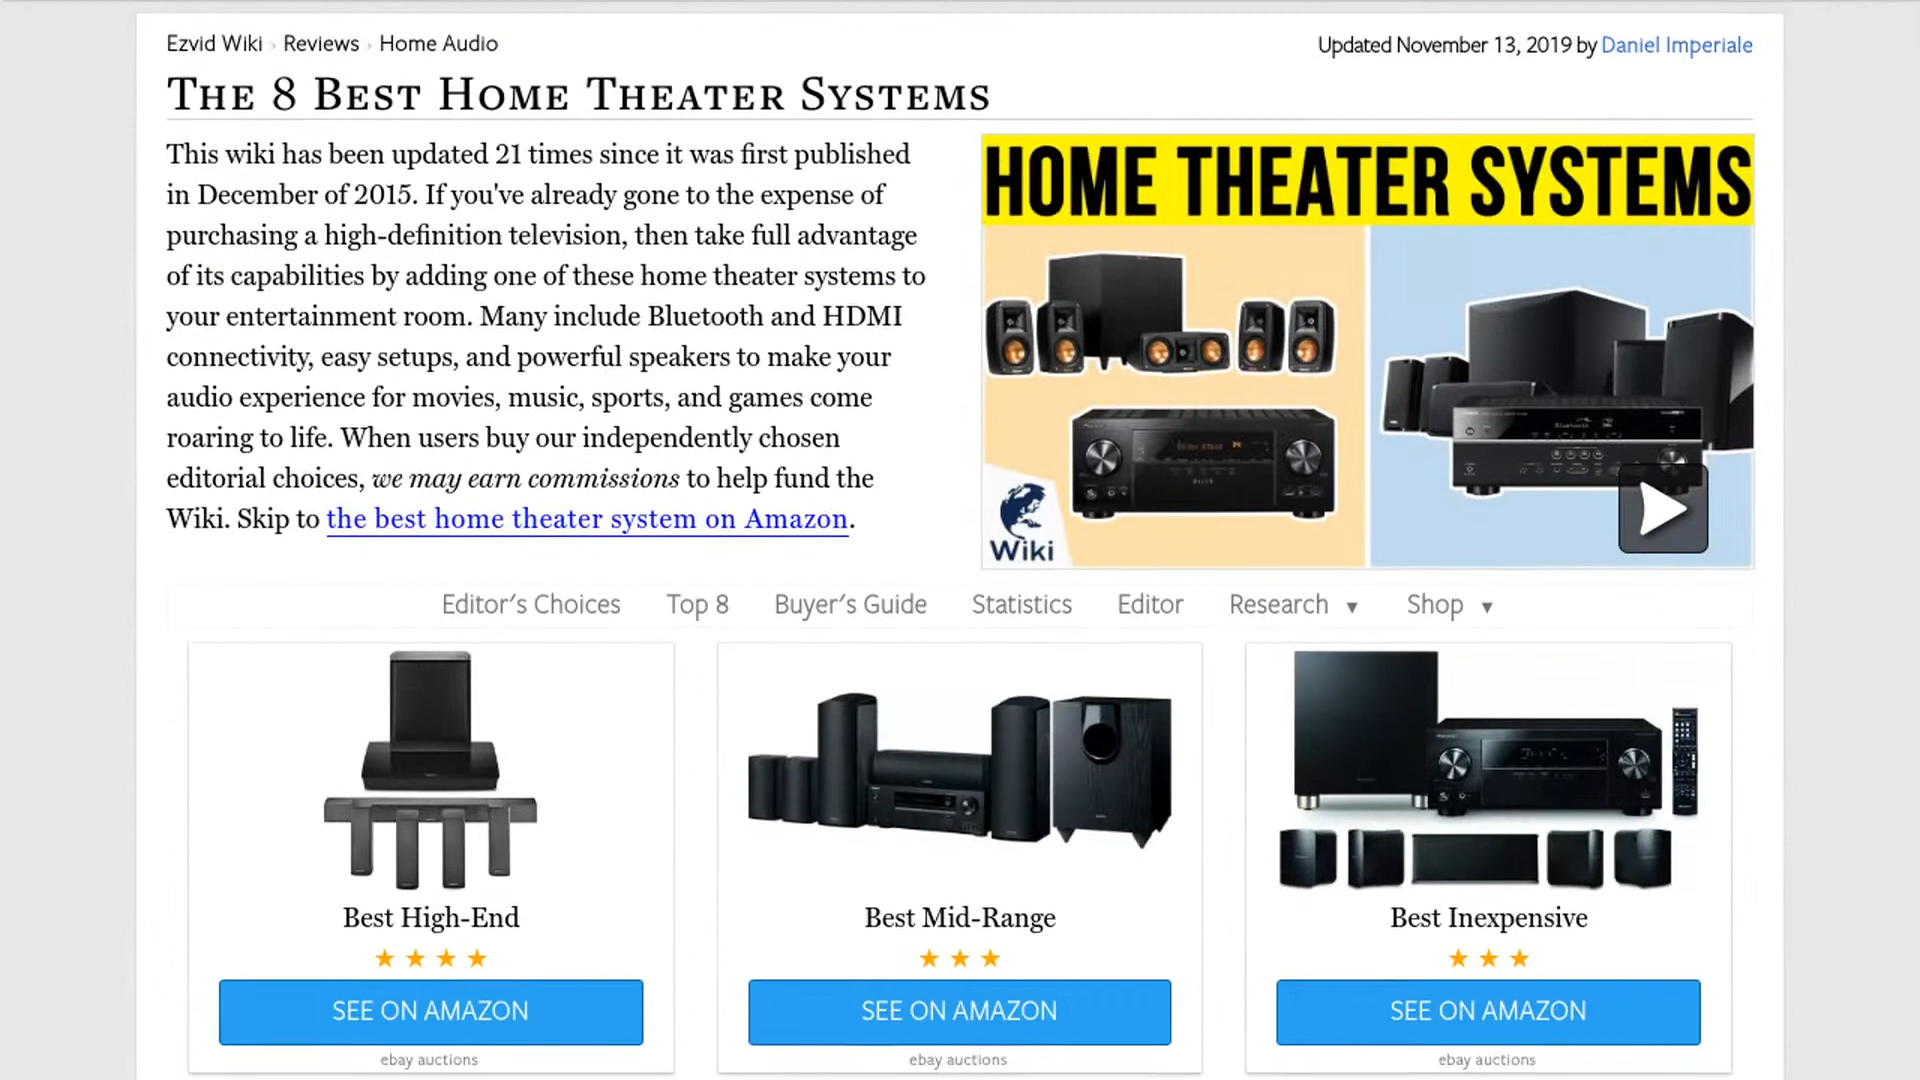 Ezvid Wiki › Reviews › Home Audio
Updated November 13, 2019 by Daniel Imperiale
The 8 Best Home Theater Systems
This wiki has been updated 21 times since it was first published
in December of 2015. If you've already gone to the expense of
purchasing a high-definition television, then take full advantage
of its capabilities by adding one of these home theater systems to
your entertainment room. Many include Bluetooth and HDMI
connectivity, easy setups, and powerful speakers to make your
audio experience for movies, music, sports, and games come
roaring to life. When users buy our independently chosen
editorial choices, we may earn commissions to help fund the
Wiki. Skip to the best home theater system on Amazon.
HOME THEATER SYSTEMS
Bluetooth
Wiki
Editor's Choices Top 8 Buyer's Guide Statistics Editor Research ▼ Shop ▼
Best High-End
★ ★ ★ ★
SEE ON AMAZON
ebay auctions
Best Mid-Range
★ ★ ★
SEE ON AMAZON
ebay auctions
Best Inexpensive
★ ★ ★
SEE ON AMAZON
ebay auctions